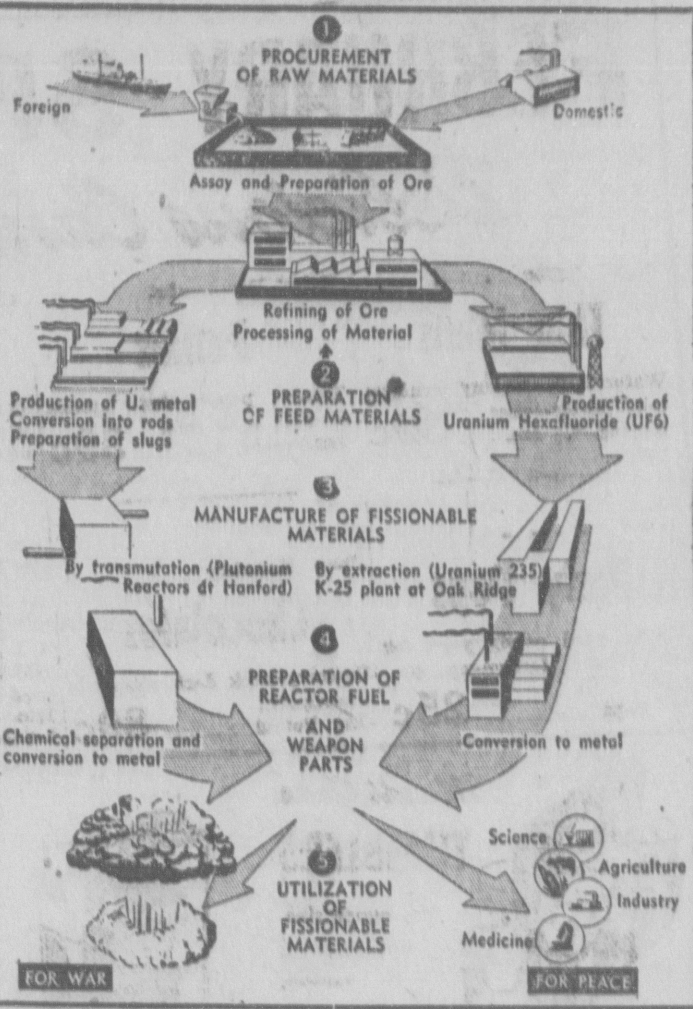 1
PROCUREMENT
OF RAW MATERIALS
Foreign
Domestic
Assay and Preparation of Ore
Refining of Ore
Processing of Material
2
PREPARATION
OF FEED MATERIALS
Production of U. metal
Conversion into rods
Preparation of slugs
Production of
Uranium Hexafluoride (UF6)
3
MANUFACTURE OF FISSIONABLE
MATERIALS
By transmutation (Plutonium
Reactors at Hanford)
By extraction (Uranium 235)
K-25 plant at Oak Ridge
4
PREPARATION OF
REACTOR FUEL
AND
WEAPON
PARTS
Chemical separation and
conversion to metal
Conversion to metal
5
UTILIZATION
OF
FISSIONABLE
MATERIALS
Science
Agriculture
Industry
Medicine
FOR WAR
FOR PEACE